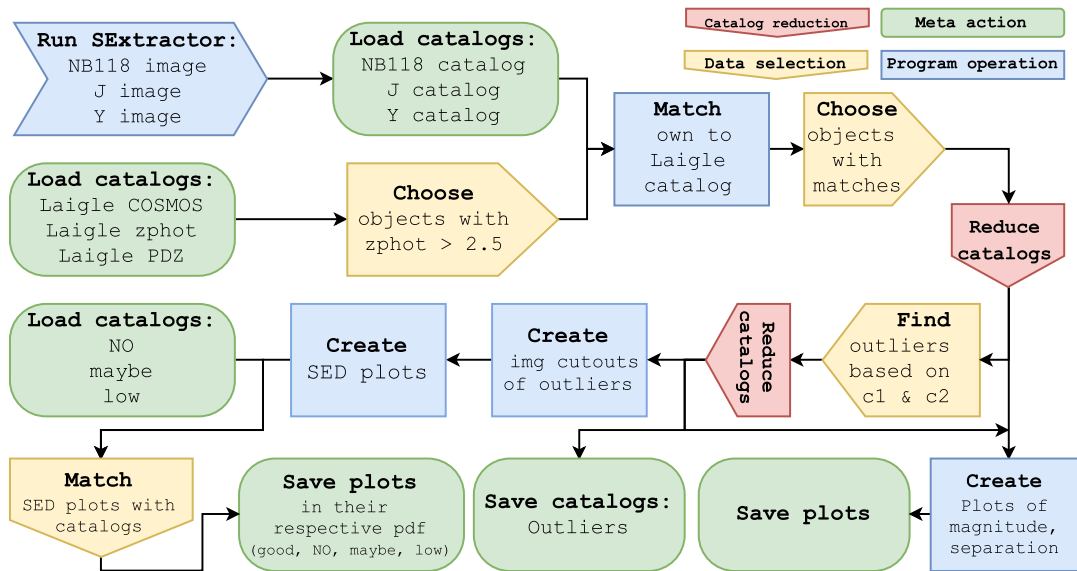 Catalog reduction
Meta action
Data selection
Program operation
Run SExtractor:
NB118 image
J image
Y image
Load catalogs:
NB118 catalog
J catalog
Y catalog
Match
own to
Laigle
catalog
Choose
objects
with
matches
Load catalogs:
Laigle COSMOS
Laigle zphot
Laigle PDZ
Choose
objects with
zphot > 2.5
Reduce
catalogs
Find
outliers
based on
c1 & c2
Reduce
catalogs
Create
img cutouts
of outliers
Create
SED plots
Load catalogs:
NO
maybe
low
Match
SED plots with
catalogs
Save plots
in their
respective pdf
(good, NO, maybe, low)
Save catalogs:
Outliers
Save plots
Create
Plots of
magnitude,
separation